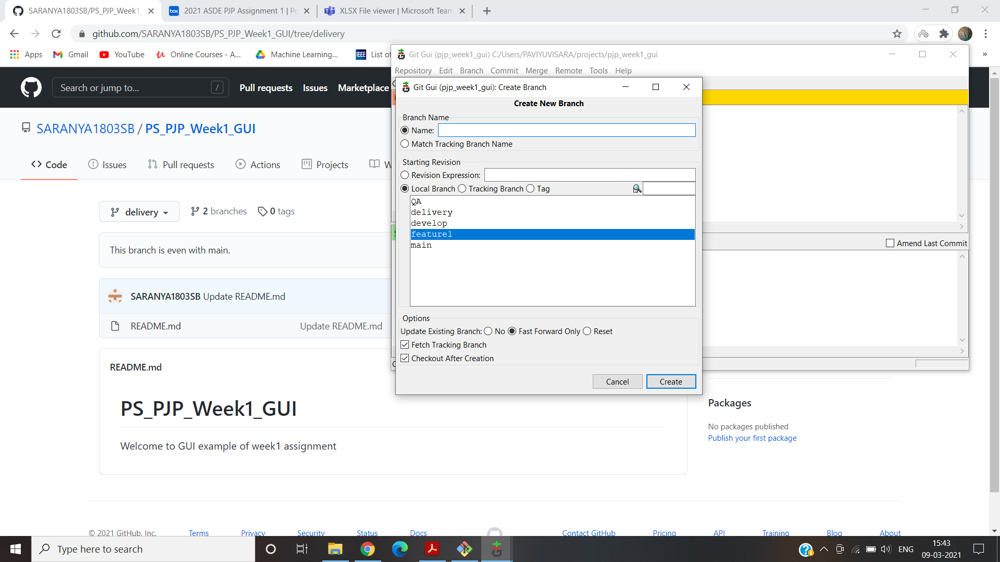 SARANYA1803SB/PS_PJP_Week1_
2021 ASDE PJP Assignment 1 | Po
XLSX File viewer | Microsoft Team
github.com/SARANYA1803SB/PS_PJP_Week1_GUI/tree/delivery
Apps
Gmail
YouTube
Online Courses - A...
Machine Learning...
IEEE
List of
»
Search or jump to...
/
Pull requests
Issues
Marketplace
SARANYA1803SB / PS_PJP_Week1_GUI
Code
Issues
Pull requests
Actions
Projects
W
delivery
2 branches
0 tags
This branch is even with main.
SARANYA1803SB Update README.md
README.md
Update README.md
README.md
PS_PJP_Week1_GUI
Welcome to GUI example of week1 assignment
Packages
No packages published
Publish your first package
© 2021 GitHub, Inc.
Terms
Privacy
Security
Status
Docs
Contact GitHub
Pricing
API
Training
Blog
About
Git Gui (pjp_week1_gui) C:/Users/PAVIYUVISARA/projects/pjp_week1_gui
Repository Edit Branch Commit Merge Remote Tools Help
Amend Last Commit
Git Gui (pjp_week1_gui): Create Branch
Create New Branch
Branch Name
Name:
Match Tracking Branch Name
Starting Revision
Revision Expression:
Local Branch Tracking Branch Tag
QA
delivery
develop
feature1
main
Options
Update Existing Branch: No Fast Forward Only Reset
Fetch Tracking Branch
Checkout After Creation
Cancel
Create
Type here to search
ENG
15:43
09-03-2021